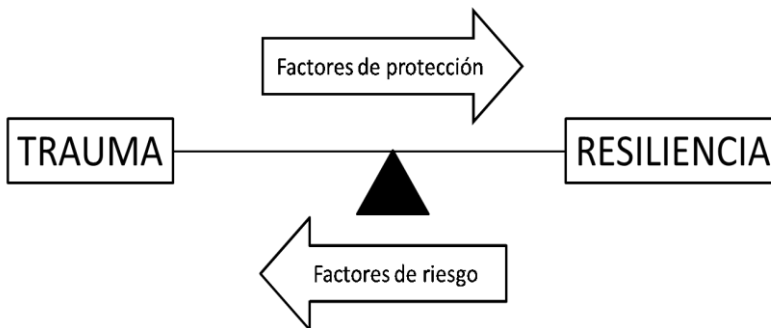 Factores de protección
TRAUMA
RESILIENCIA
Factores de riesgo